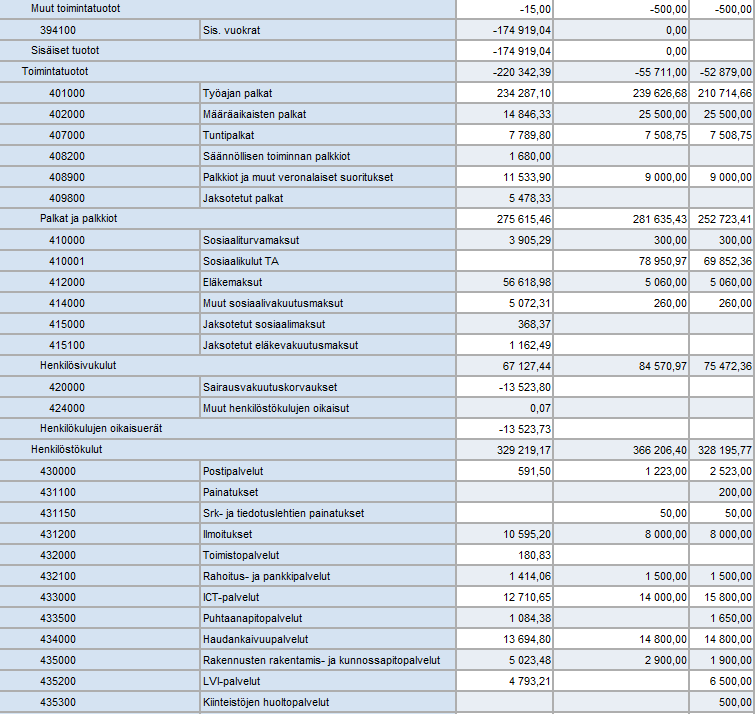 Muut toimintatuotot -15,00 -500,00 -500,00
394100 Sis. vuokrat -174 919,04 0,00
Sisäiset tuotot -174 919,04 0,00
Toimintatuotot -220 342,39 -55 711,00 -52 879,00
401000 Työajan palkat 234 287,10 239 626,68 210 714,66
402000 Määräaikaisten palkat 14 846,33 25 500,00 25 500,00
407000 Tuntipalkat 7 789,80 7 508,75 7 508,75
408200 Säännöllisen toiminnan palkkiot 1 680,00
408900 Palkkiot ja muut veronalaiset suoritukset 11 533,90 9 000,00 9 000,00
409800 Jaksotetut palkat 5 478,33
Palkat ja palkkiot 275 615,46 281 635,43 252 723,41
410000 Sosiaaliturvamaksut 3 905,29 300,00 300,00
410001 Sosiaalikulut TA 78 950,97 69 852,36
412000 Eläkemaksut 56 618,98 5 060,00 5 060,00
414000 Muut sosiaalivakuutusmaksut 5 072,31 260,00 260,00
415000 Jaksotetut sosiaalimaksut 368,37
415100 Jaksotetut eläkevakuutusmaksut 1 162,49
Henkilösivukulut 67 127,44 84 570,97 75 472,36
420000 Sairausvakuutuskorvaukset -13 523,80
424000 Muut henkilöstökulujen oikaisut 0,07
Henkilökulujen oikaisuerät -13 523,73
Henkilöstökulut 329 219,17 366 206,40 328 195,77
430000 Postipalvelut 591,50 1 223,00 2 523,00
431100 Painatukset 200,00
431150 Srk- ja tiedotuslehtien painatukset 50,00 50,00
431200 Ilmoitukset 10 595,20 8 000,00 8 000,00
432000 Toimistopalvelut 180,83
432100 Rahoitus- ja pankkipalvelut 1 414,06 1 500,00 1 500,00
433000 ICT-palvelut 12 710,65 14 000,00 15 800,00
433500 Puhtaanapitopalvelut 1 084,38 1 650,00
434000 Haudankaivuupalvelut 13 694,80 14 800,00 14 800,00
435000 Rakennusten rakentamis- ja kunnossapitopalvelut 5 023,48 2 900,00 1 900,00
435200 LVI-palvelut 4 793,21 6 500,00
435300 Kiinteistöjen huoltopalvelut 500,00